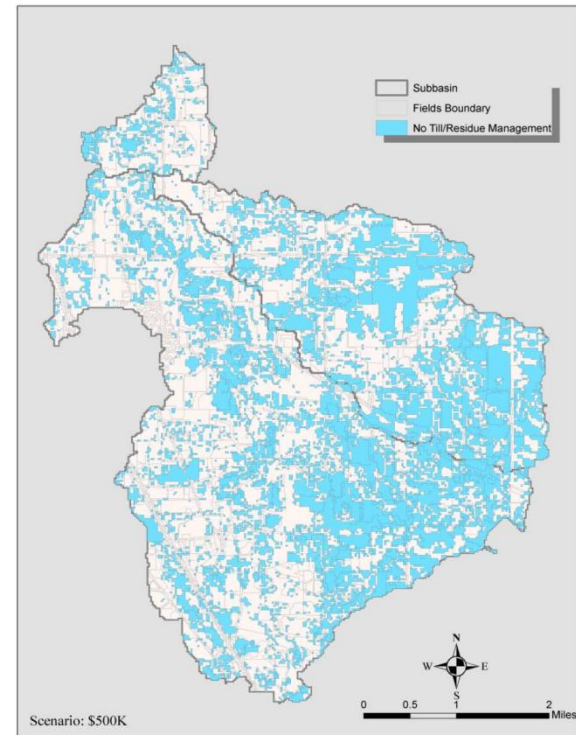 Subbasin
Fields Boundary
No Till/Residue Management
N
W E
S
0 0.5 1 2
Miles
Scenario: $500K